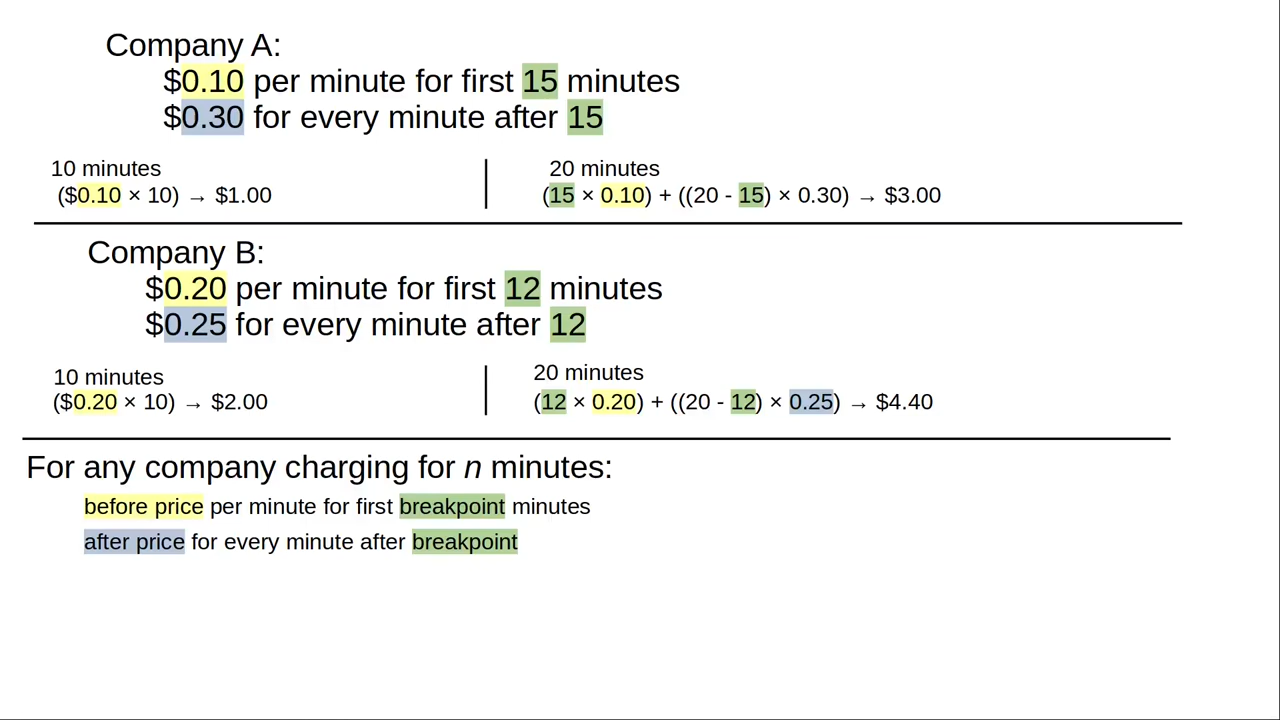 Company A:
$0.10 per minute for first 15 minutes
$0.30 for every minute after 15
10 minutes
($0.10 × 10) → $1.00
20 minutes
(15 × 0.10) + ((20 - 15) × 0.30) → $3.00
Company B:
$0.20 per minute for first 12 minutes
$0.25 for every minute after 12
10 minutes
($0.20 × 10) → $2.00
20 minutes
(12 × 0.20) + ((20 - 12) × 0.25) → $4.40
For any company charging for n minutes:
before price per minute for first breakpoint minutes
after price for every minute after breakpoint